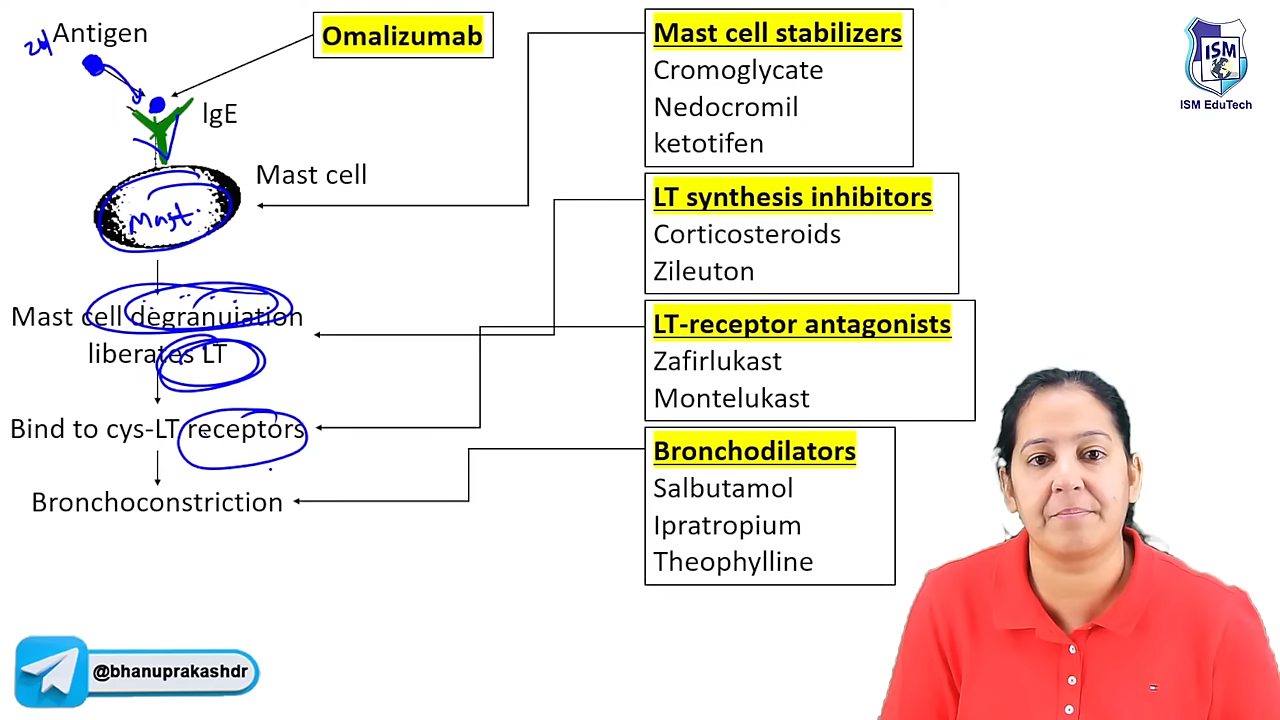 Antigen
Omalizumab
IgE
Mast cell
Mast
Mast cell degranulation
liberates LT
Bind to cys-LT receptors
Bronchoconstriction
Mast cell stabilizers
Cromoglycate
Nedocromil
ketotifen
LT synthesis inhibitors
Corticosteroids
Zileuton
LT-receptor antagonists
Zafirlukast
Montelukast
Bronchodilators
Salbutamol
Ipratropium
Theophylline
ISM
ISM EduTech
@bhanuprakashdr